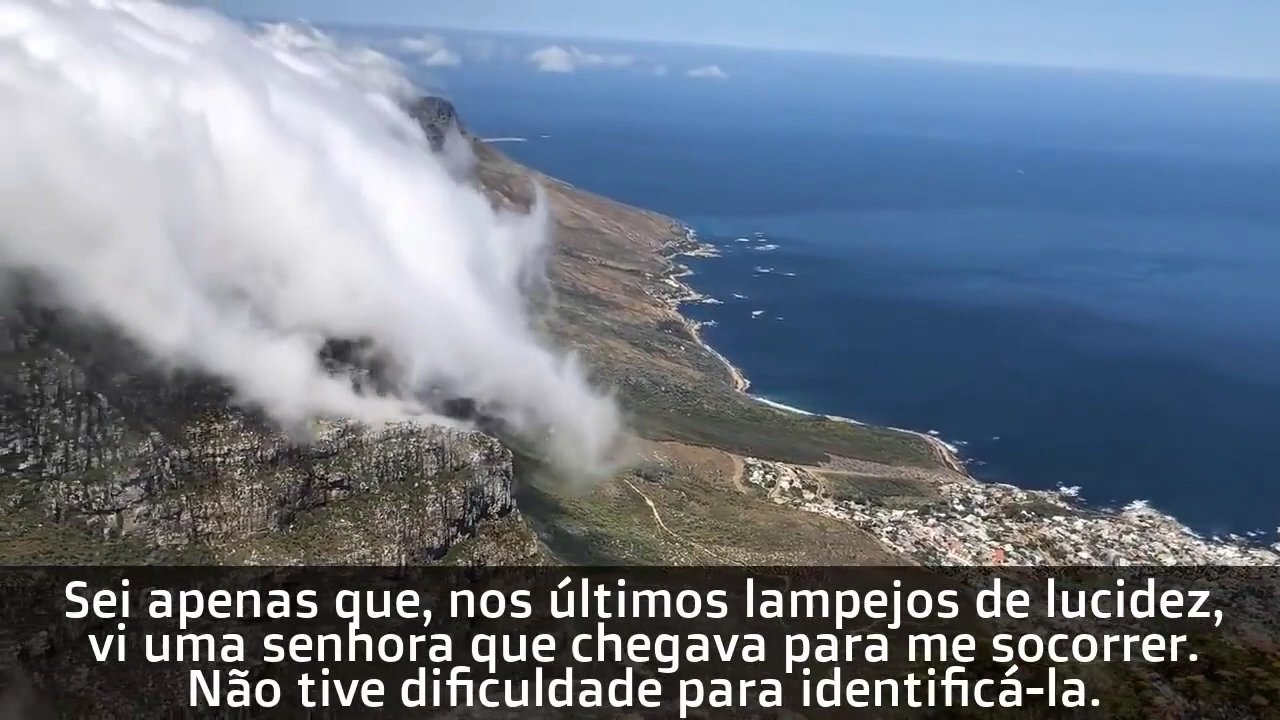 Sei apenas que, nos últimos lampejos de lucidez,
vi uma senhora que chegava para me socorrer.
Não tive dificuldade para identificá-la.